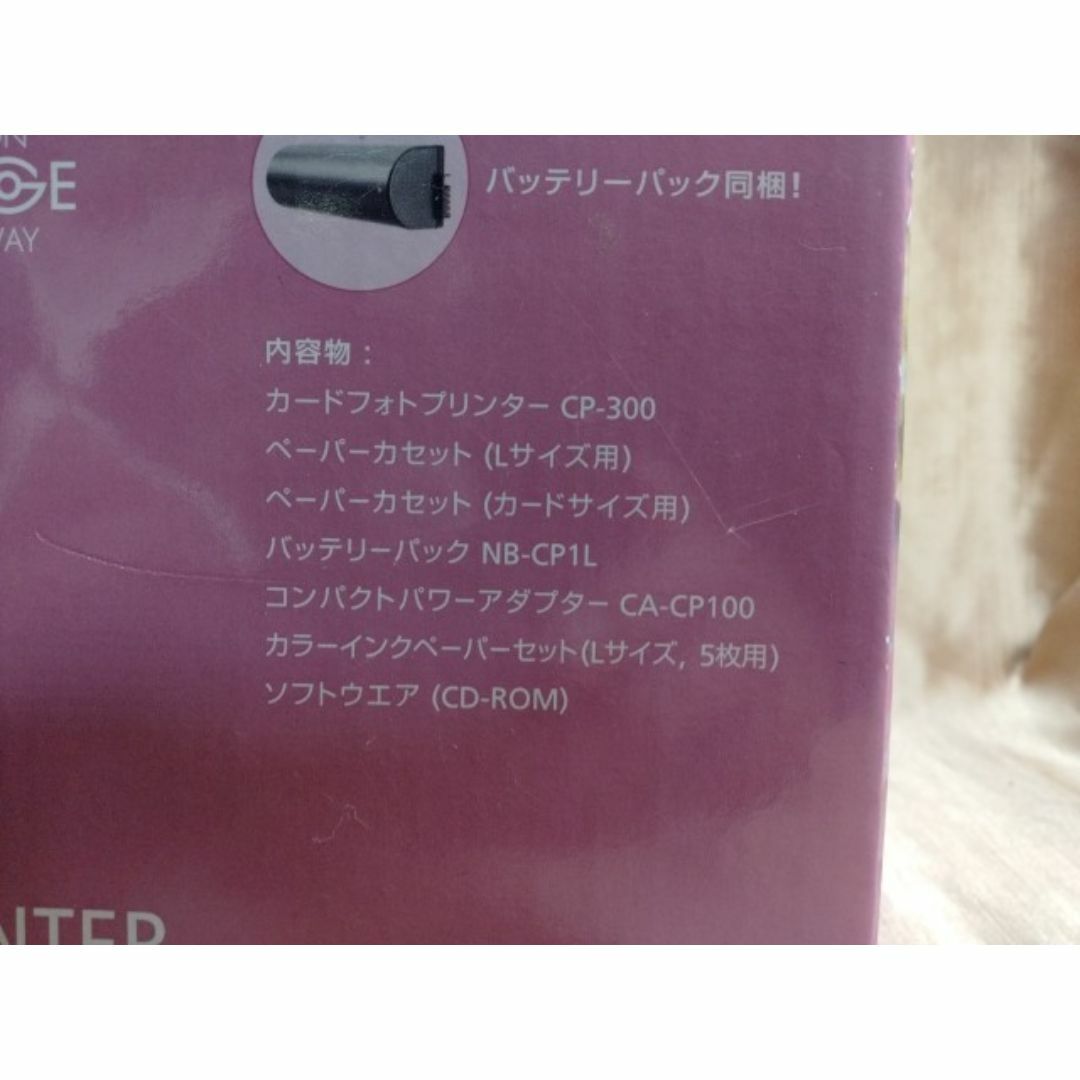 バッテリーパック同梱!
WAY
内容物:
カードフォトプリンター CP-300
ペーパーカセット (Lサイズ用)
ペーパーカセット (カードサイズ用)
バッテリーパック NB-CP1L
コンパクトパワーアダプター CA-CP100
カラーインクペーパーセット(Lサイズ, 5枚用)
ソフトウエア (CD-ROM)